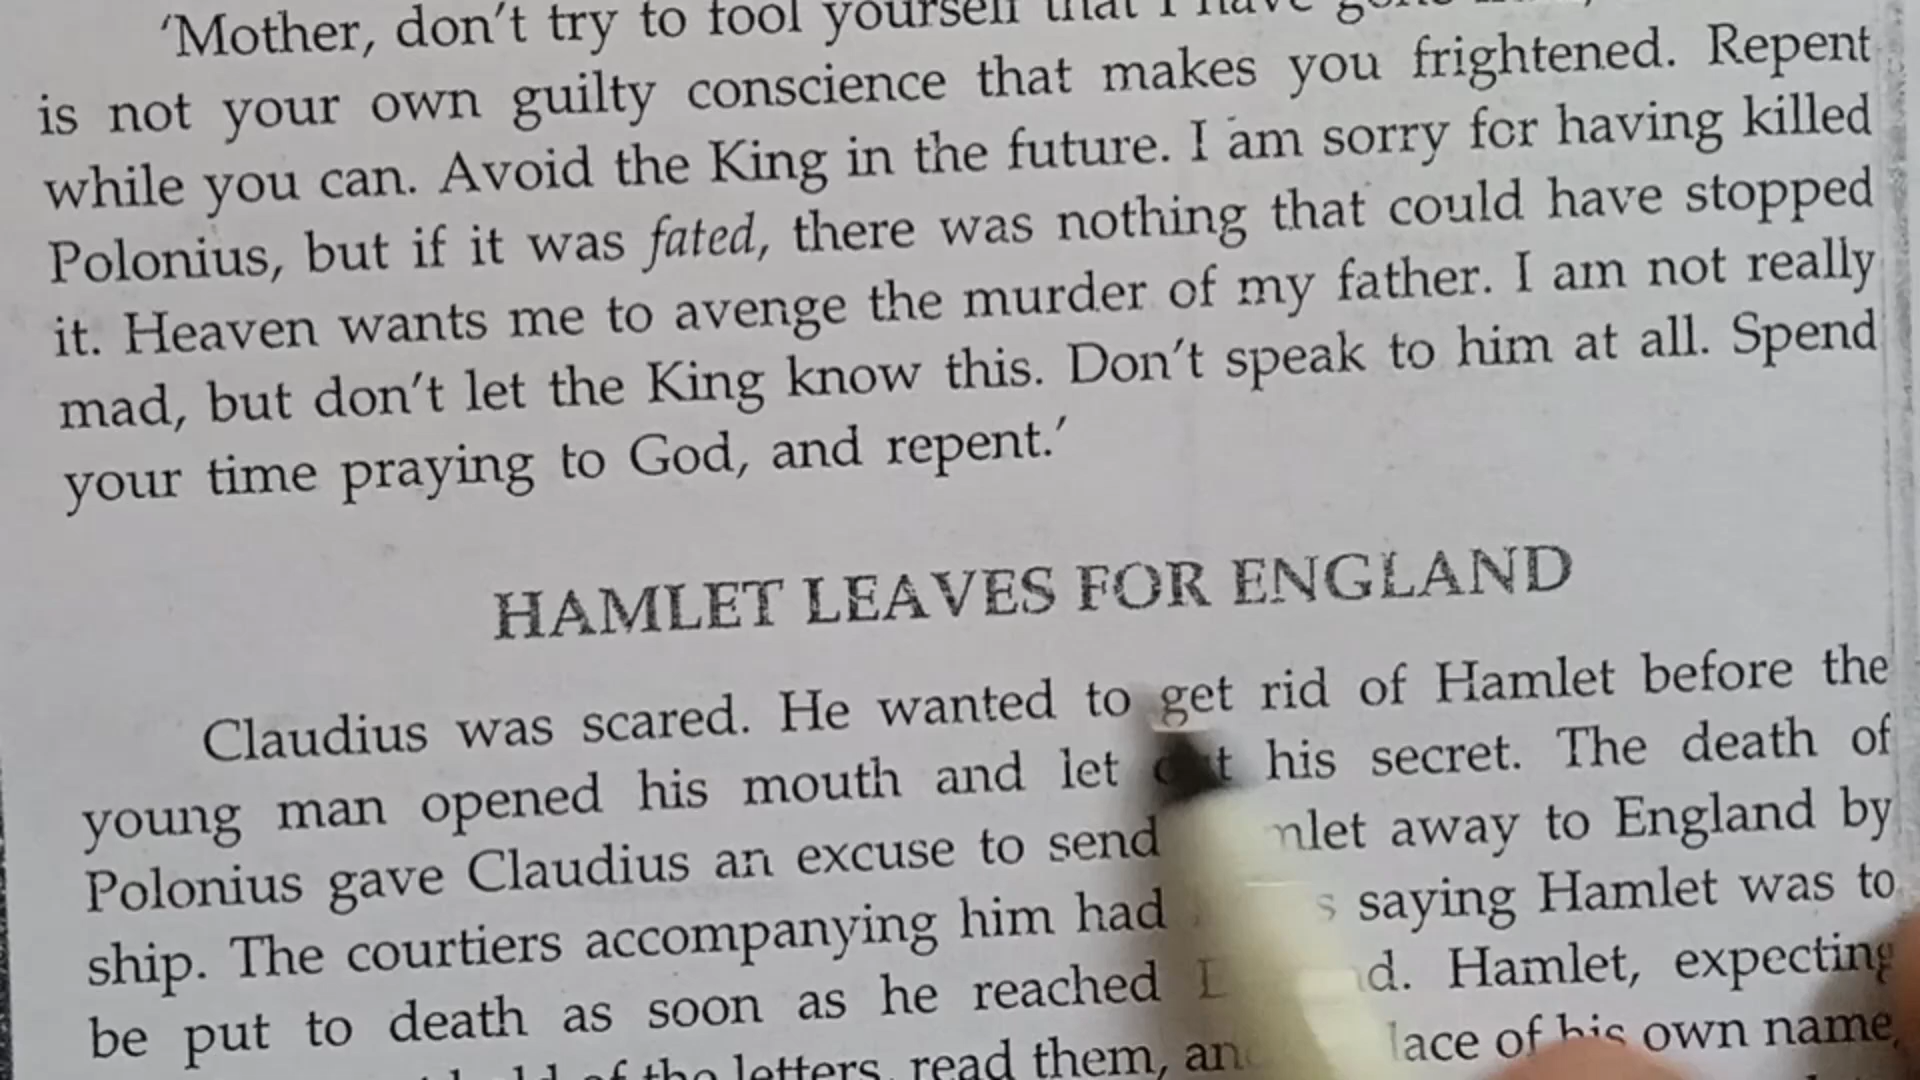 'Mother, don't try to fool yourself that I have
is not your own guilty conscience that makes you frightened. Repent
while you can. Avoid the King in the future. I am sorry for having killed
Polonius, but if it was fated, there was nothing that could have stopped
it. Heaven wants me to avenge the murder of my father. I am not really
mad, but don't let the King know this. Don't speak to him at all. Spend
your time praying to God, and repent.'
HAMLET LEAVES FOR ENGLAND
Claudius was scared. He wanted to get rid of Hamlet before the
young man opened his mouth and let his secret. The death of
Polonius gave Claudius an excuse to send away to England by
ship. The courtiers accompanying him had saying Hamlet was to
be put to death as soon as he reached Hamlet, expecting
of the letters, read them, of his own name,